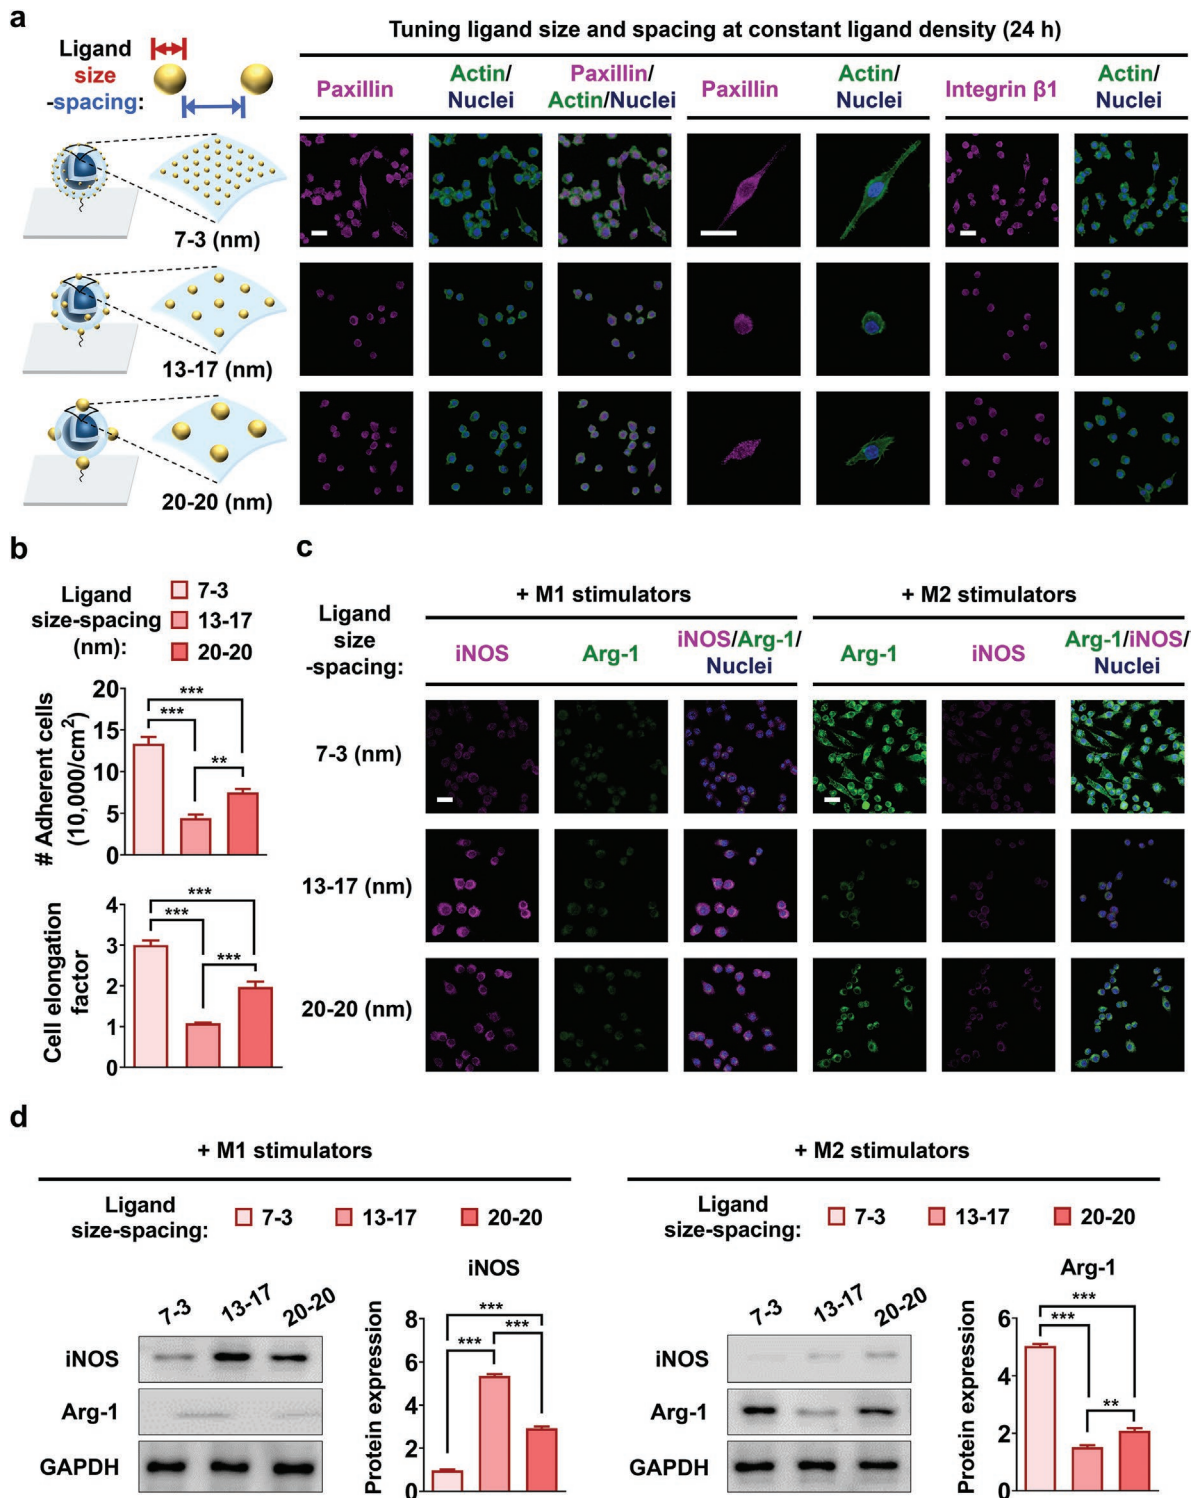 a
Tuning ligand size and spacing at constant ligand density (24 h)
Ligand
size
-spacing:
Paxillin
Actin/
Nuclei
Paxillin/
Actin/Nuclei
Paxillin
Actin/
Nuclei
Integrin β1
Actin/
Nuclei
7-3 (nm)
13-17 (nm)
20-20 (nm)
b
Ligand
size-spacing
(nm):
7-3
13-17
20-20
# Adherent cells
(10,000/cm²)
20
15
10
5
0
***
***
**
Cell elongation
factor
4
3
2
1
0
***
***
***
c
Ligand
size
-spacing:
+ M1 stimulators
+ M2 stimulators
iNOS
Arg-1
iNOS/Arg-1/
Nuclei
Arg-1
iNOS
Arg-1/iNOS/
Nuclei
7-3 (nm)
13-17 (nm)
20-20 (nm)
d
+ M1 stimulators
Ligand
size-spacing:
7-3
13-17
20-20
7-3
13-17
20-20
iNOS
Arg-1
GAPDH
iNOS
Protein expression
8
6
4
2
0
***
***
***
+ M2 stimulators
Ligand
size-spacing:
7-3
13-17
20-20
7-3
13-17
20-20
iNOS
Arg-1
GAPDH
Arg-1
Protein expression
6
4
2
0
***
***
**